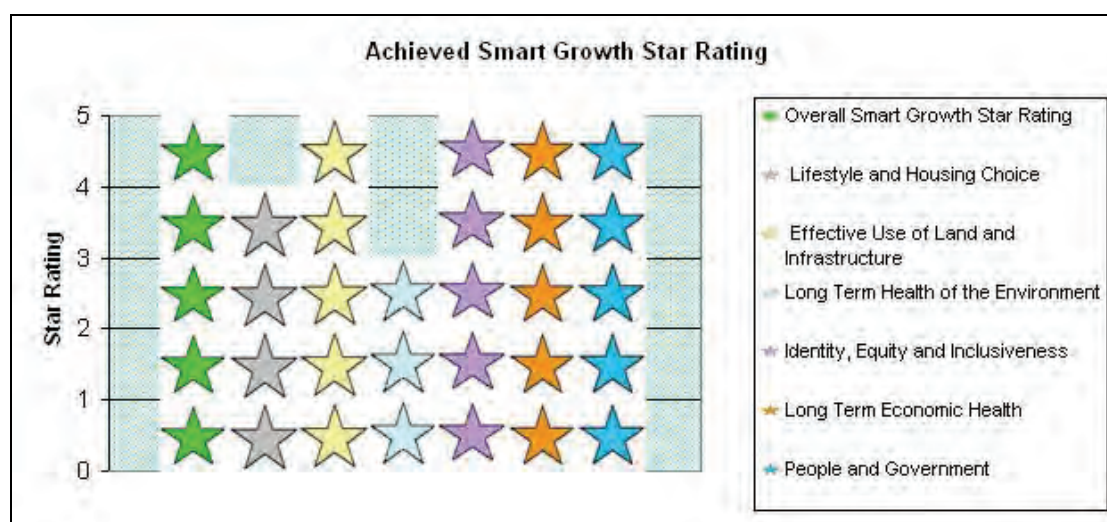 Achieved Smart Growth Star Rating
Star Rating
5
4
3
2
1
0
Overall Smart Growth Star Rating
Lifestyle and Housing Choice
Effective Use of Land and
Infrastructure
Long Term Health of the Environment
Identity, Equity and Inclusiveness
Long Term Economic Health
People and Government